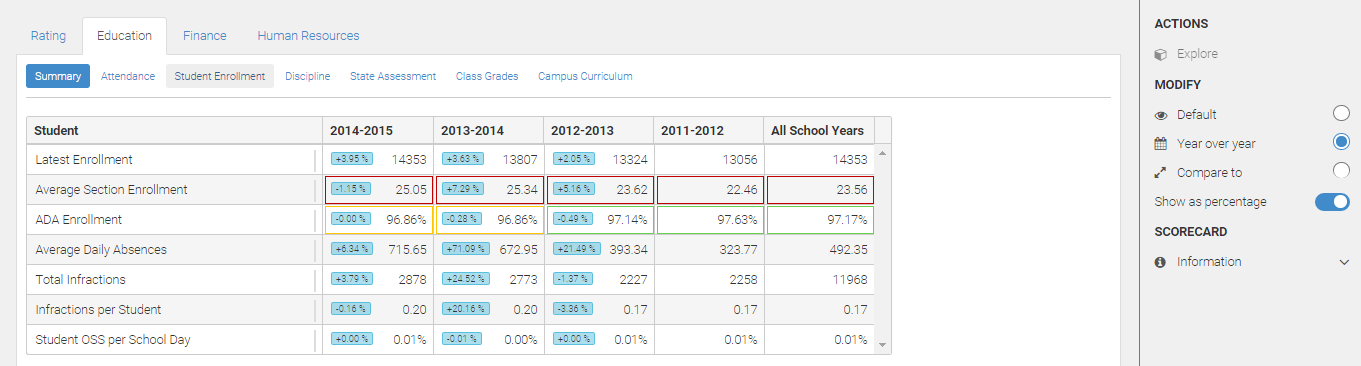 Rating Education Finance Human Resources
Summary Attendance Student Enrollment Discipline State Assessment Class Grades Campus Curriculum
Student 2014-2015 2013-2014 2012-2013 2011-2012 All School Years
Latest Enrollment +3.95 % 14353 +3.63 % 13807 +2.05 % 13324 13056 14353
Average Section Enrollment -1.15 % 25.05 +7.29 % 25.34 +5.16 % 23.62 22.46 23.56
ADA Enrollment -0.00 % 96.86% -0.28 % 96.86% -0.49 % 97.14% 97.63% 97.17%
Average Daily Absences +6.34 % 715.65 +71.09 % 672.95 +21.49 % 393.34 323.77 492.35
Total Infractions +3.79 % 2878 +24.52 % 2773 -1.37 % 2227 2258 11968
Infractions per Student -0.16 % 0.20 +20.16 % 0.20 -3.36 % 0.17 0.17 0.17
Student OSS per School Day +0.00 % 0.01% -0.01 % 0.00% +0.00 % 0.01% 0.01% 0.01%
ACTIONS
Explore
MODIFY
Default
Year over year
Compare to
Show as percentage
SCORECARD
Information